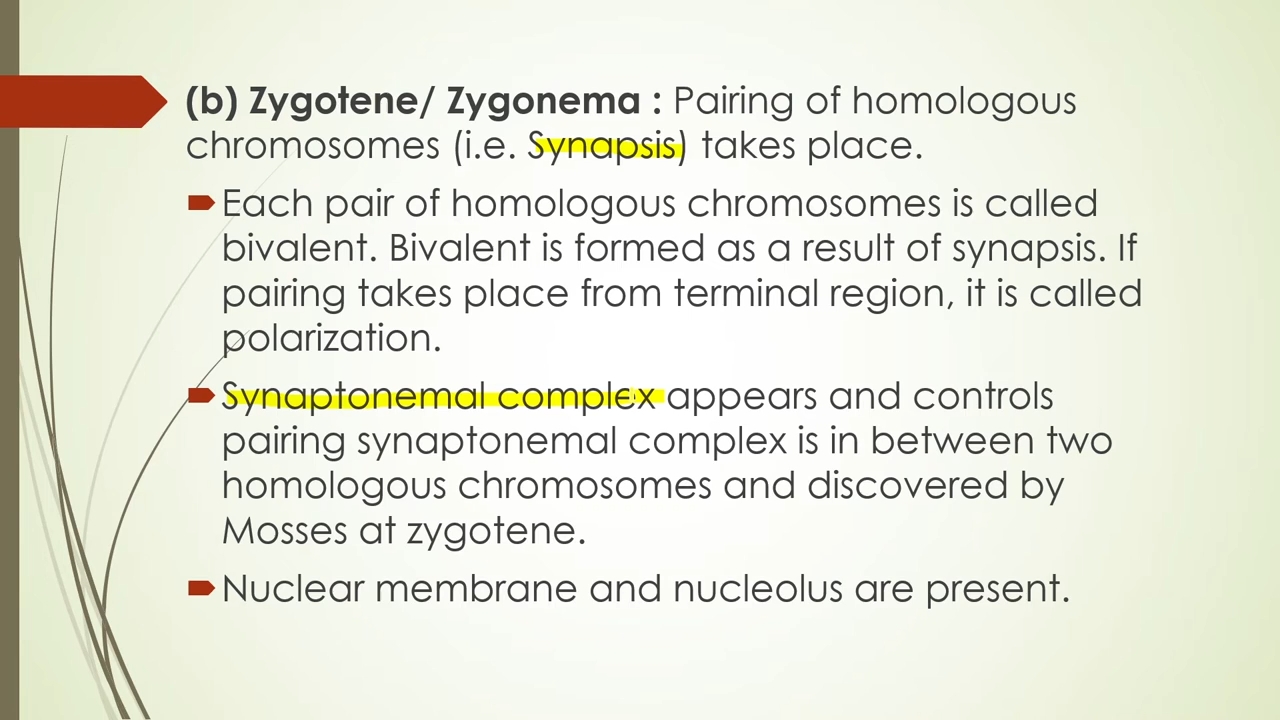 (b) Zygotene/ Zygonema : Pairing of homologous
chromosomes (i.e. Synapsis) takes place.
Each pair of homologous chromosomes is called
bivalent. Bivalent is formed as a result of synapsis. If
pairing takes place from terminal region, it is called
polarization.
Synaptonemal complex appears and controls
pairing synaptonemal complex is in between two
homologous chromosomes and discovered by
Mosses at zygotene.
Nuclear membrane and nucleolus are present.